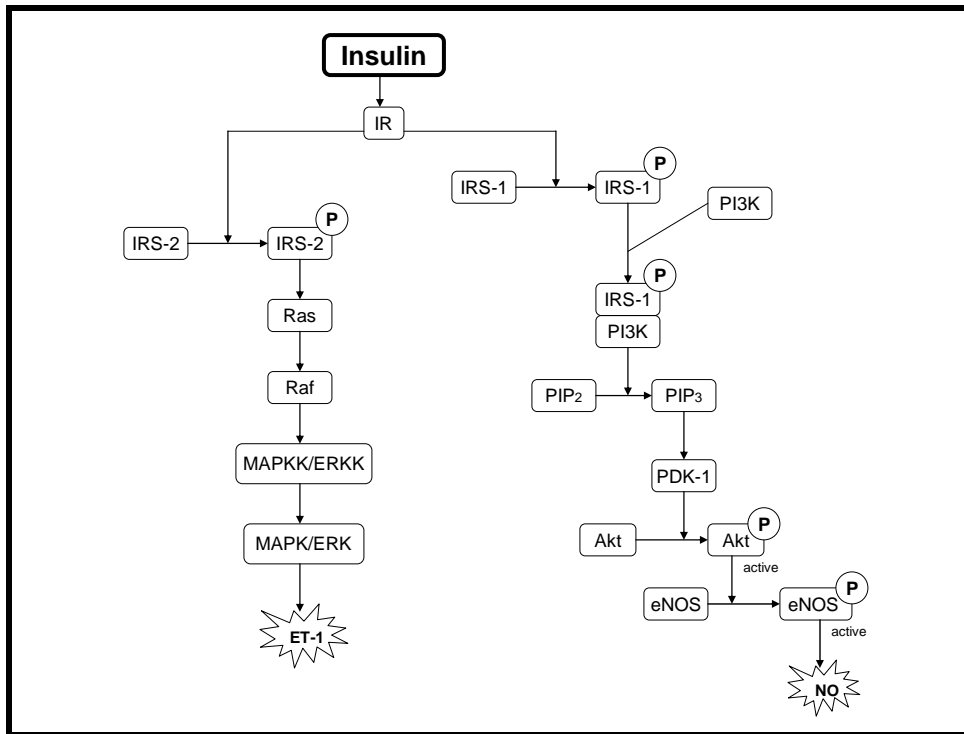 Insulin
IR
P
IRS-1
IRS-1
PI3K
P
IRS-2
IRS-2
P
IRS-1
PI3K
Ras
Raf
PIP2
PIP3
MAPKK/ERKK
PDK-1
P
MAPK/ERK
Akt
Akt
active
P
eNOS
eNOS
active
ET-1
NO